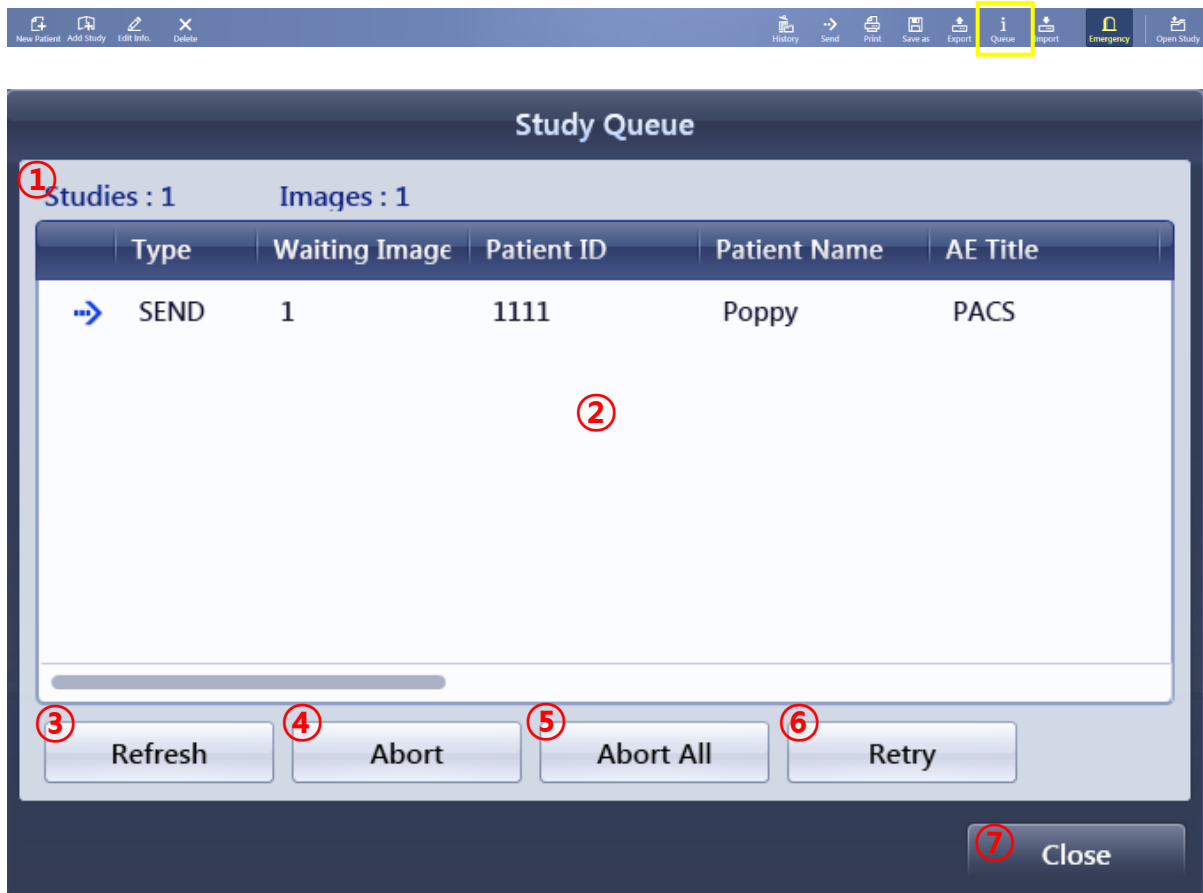 New Patient Add Study Edit Info. Delete History Send Print Save as Export Queue Import Emergency Open Study
Study Queue
①
Studies : 1 Images : 1
Type Waiting Image Patient ID Patient Name AE Title
SEND 1 1111 Poppy PACS
②
③ Refresh ④ Abort ⑤ Abort All ⑥ Retry
⑦ Close